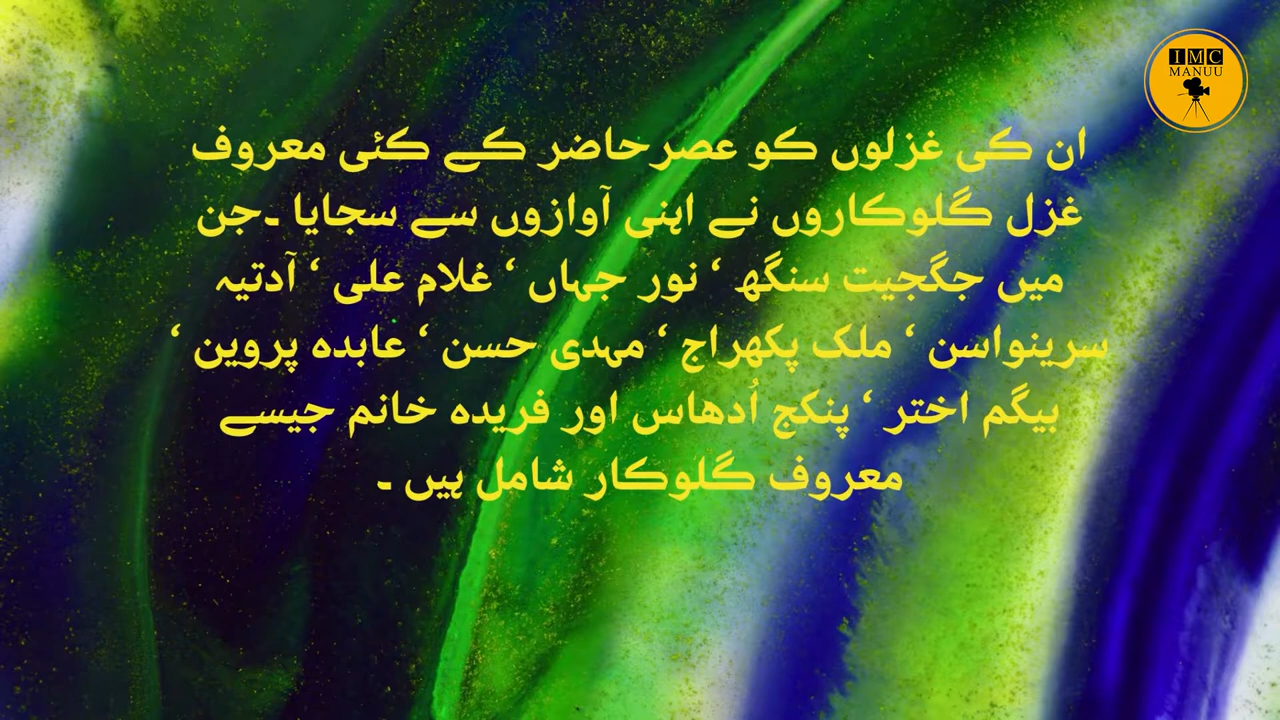 IMC
MANUU
ان کی غزلوں کو عصرحاضر کے کئی معروف
غزل گلوکاروں نے اپنی آوازوں سے سجایا ۔جن
میں جگجیت سنگھ ‘ نور جہاں ‘ غلام علی ‘ آدتیہ
سرینواسن ‘ ملک پکھراج ‘ مہدی حسن ‘ عابدہ پروین ‘
بیگم اختر ‘ پنکج اُدھاس اور فریدہ خانم جیسے
معروف گلوکار شامل ہیں ۔